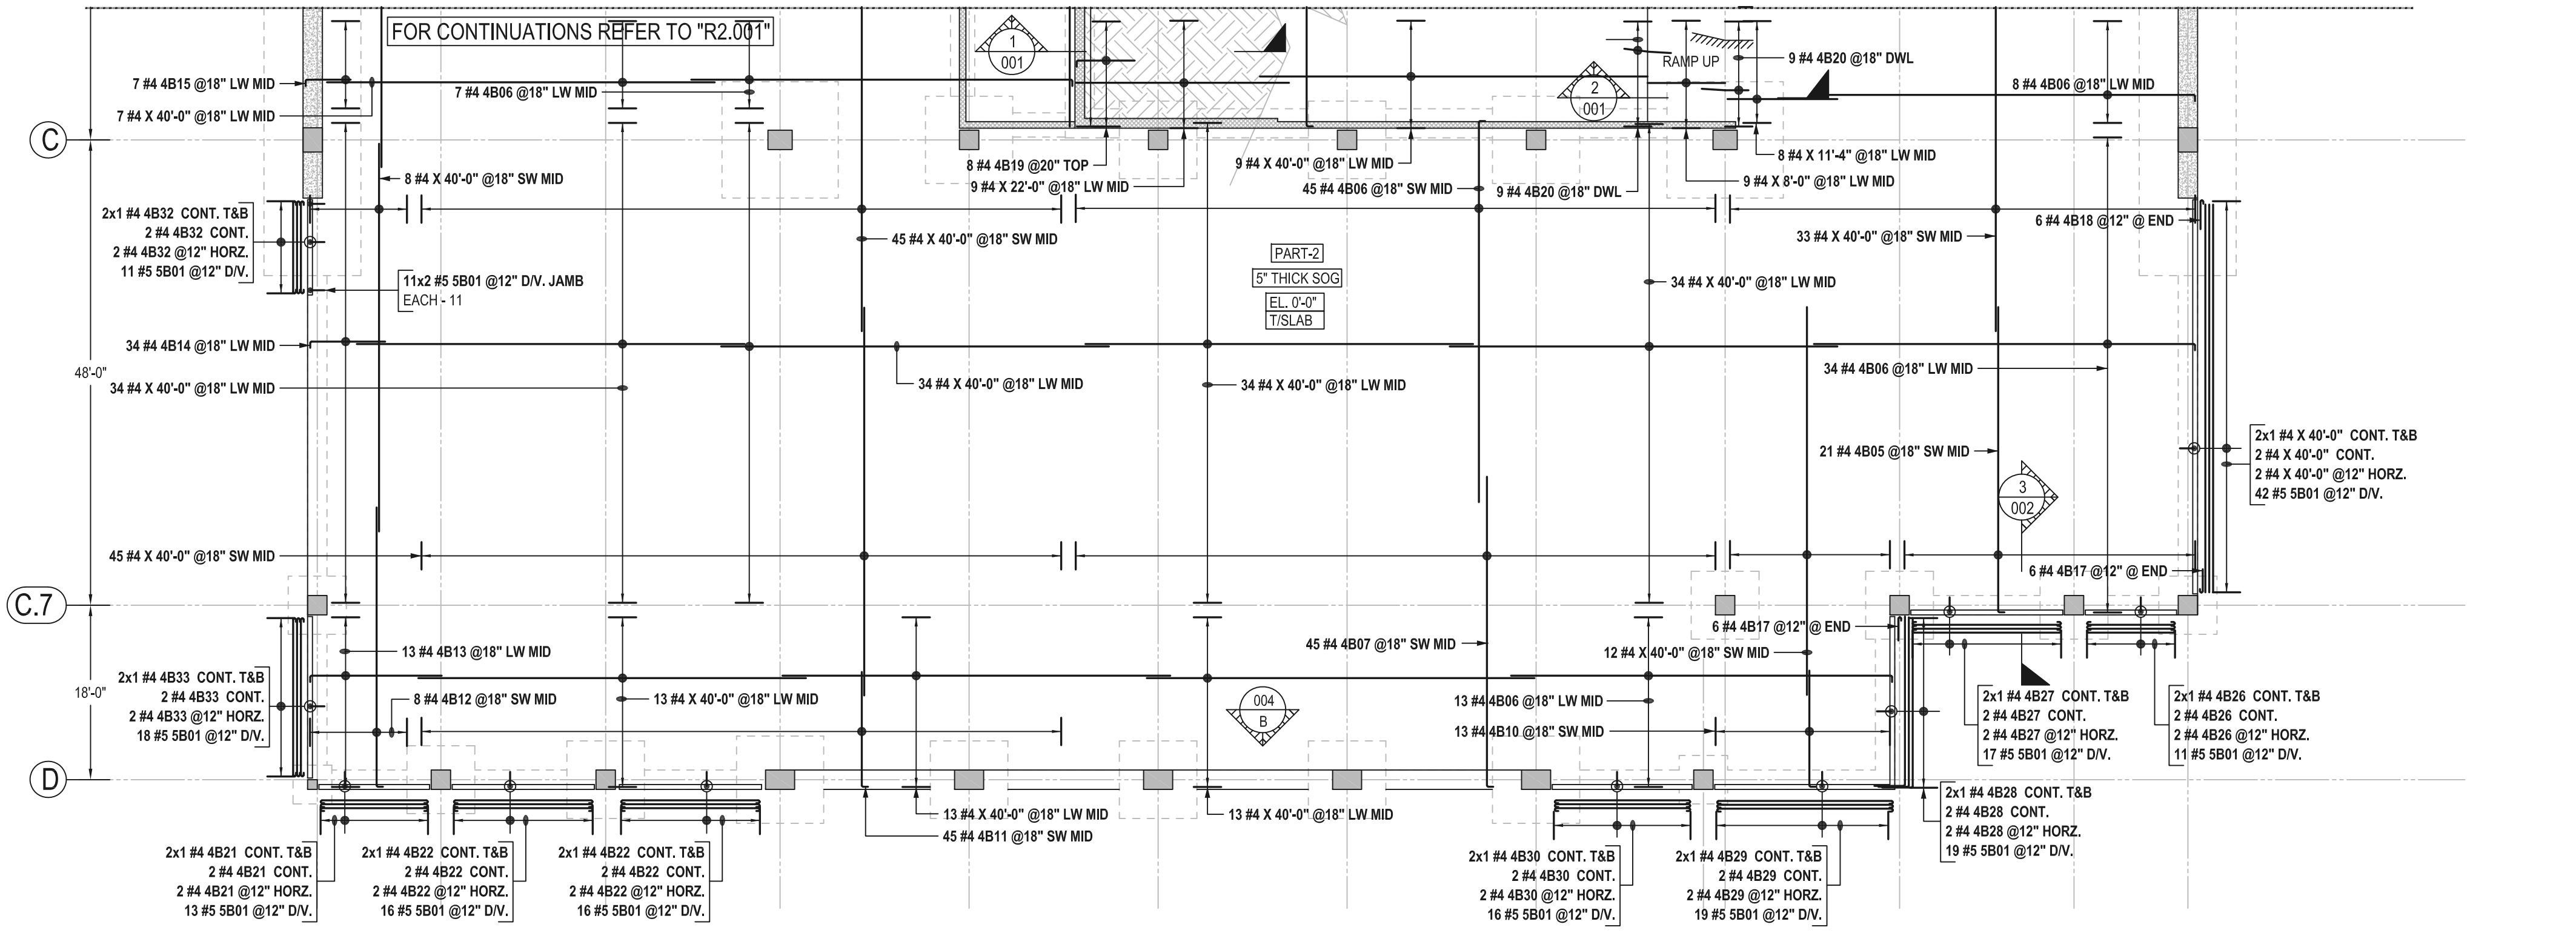 FOR CONTINUATIONS REFER TO "R2.001"
1
001
2
001
RAMP UP
9 #4 4B20 @18" DWL
7 #4 4B15 @18" LW MID
7 #4 4B06 @18" LW MID
8 #4 4B06 @18" LW MID
7 #4 X 40'-0" @18" LW MID
C
8 #4 4B19 @20" TOP
9 #4 X 40'-0" @18" LW MID
8 #4 X 11'-4" @18" LW MID
8 #4 X 40'-0" @18" SW MID
9 #4 X 22'-0" @18" LW MID
45 #4 4B06 @18" SW MID
9 #4 4B20 @18" DWL
9 #4 X 8'-0" @18" LW MID
2x1 #4 4B32 CONT. T&B
2 #4 4B32 CONT.
2 #4 4B32 @12" HORZ.
11 #5 5B01 @12" D/V.
6 #4 4B18 @12" @ END
45 #4 X 40'-0" @18" SW MID
33 #4 X 40'-0" @18" SW MID
PART-2
5" THICK SOG
EL. 0'-0"
T/SLAB
11x2 #5 5B01 @12" D/V. JAMB
EACH - 11
34 #4 X 40'-0" @18" LW MID
34 #4 4B14 @18" LW MID
48'-0"
34 #4 X 40'-0" @18" LW MID
34 #4 X 40'-0" @18" LW MID
34 #4 X 40'-0" @18" LW MID
34 #4 4B06 @18" LW MID
2x1 #4 X 40'-0" CONT. T&B
2 #4 X 40'-0" CONT.
2 #4 X 40'-0" @12" HORZ.
42 #5 5B01 @12" D/V.
21 #4 4B05 @18" SW MID
3
002
45 #4 X 40'-0" @18" SW MID
6 #4 4B17 @12" @ END
C.7
6 #4 4B17 @12" @ END
13 #4 4B13 @18" LW MID
45 #4 4B07 @18" SW MID
12 #4 X 40'-0" @18" SW MID
18'-0"
2x1 #4 4B33 CONT. T&B
2 #4 4B33 CONT.
2 #4 4B33 @12" HORZ.
18 #5 5B01 @12" D/V.
8 #4 4B12 @18" SW MID
13 #4 X 40'-0" @18" LW MID
004
B
13 #4 4B06 @18" LW MID
13 #4 4B10 @18" SW MID
2x1 #4 4B27 CONT. T&B
2 #4 4B27 CONT.
2 #4 4B27 @12" HORZ.
17 #5 5B01 @12" D/V.
2x1 #4 4B26 CONT. T&B
2 #4 4B26 CONT.
2 #4 4B26 @12" HORZ.
11 #5 5B01 @12" D/V.
D
13 #4 X 40'-0" @18" LW MID
45 #4 4B11 @18" SW MID
13 #4 X 40'-0" @18" LW MID
2x1 #4 4B28 CONT. T&B
2 #4 4B28 CONT.
2 #4 4B28 @12" HORZ.
19 #5 5B01 @12" D/V.
2x1 #4 4B21 CONT. T&B
2 #4 4B21 CONT.
2 #4 4B21 @12" HORZ.
13 #5 5B01 @12" D/V.
2x1 #4 4B22 CONT. T&B
2 #4 4B22 CONT.
2 #4 4B22 @12" HORZ.
16 #5 5B01 @12" D/V.
2x1 #4 4B22 CONT. T&B
2 #4 4B22 CONT.
2 #4 4B22 @12" HORZ.
16 #5 5B01 @12" D/V.
2x1 #4 4B30 CONT. T&B
2 #4 4B30 CONT.
2 #4 4B30 @12" HORZ.
16 #5 5B01 @12" D/V.
2x1 #4 4B29 CONT. T&B
2 #4 4B29 CONT.
2 #4 4B29 @12" HORZ.
19 #5 5B01 @12" D/V.